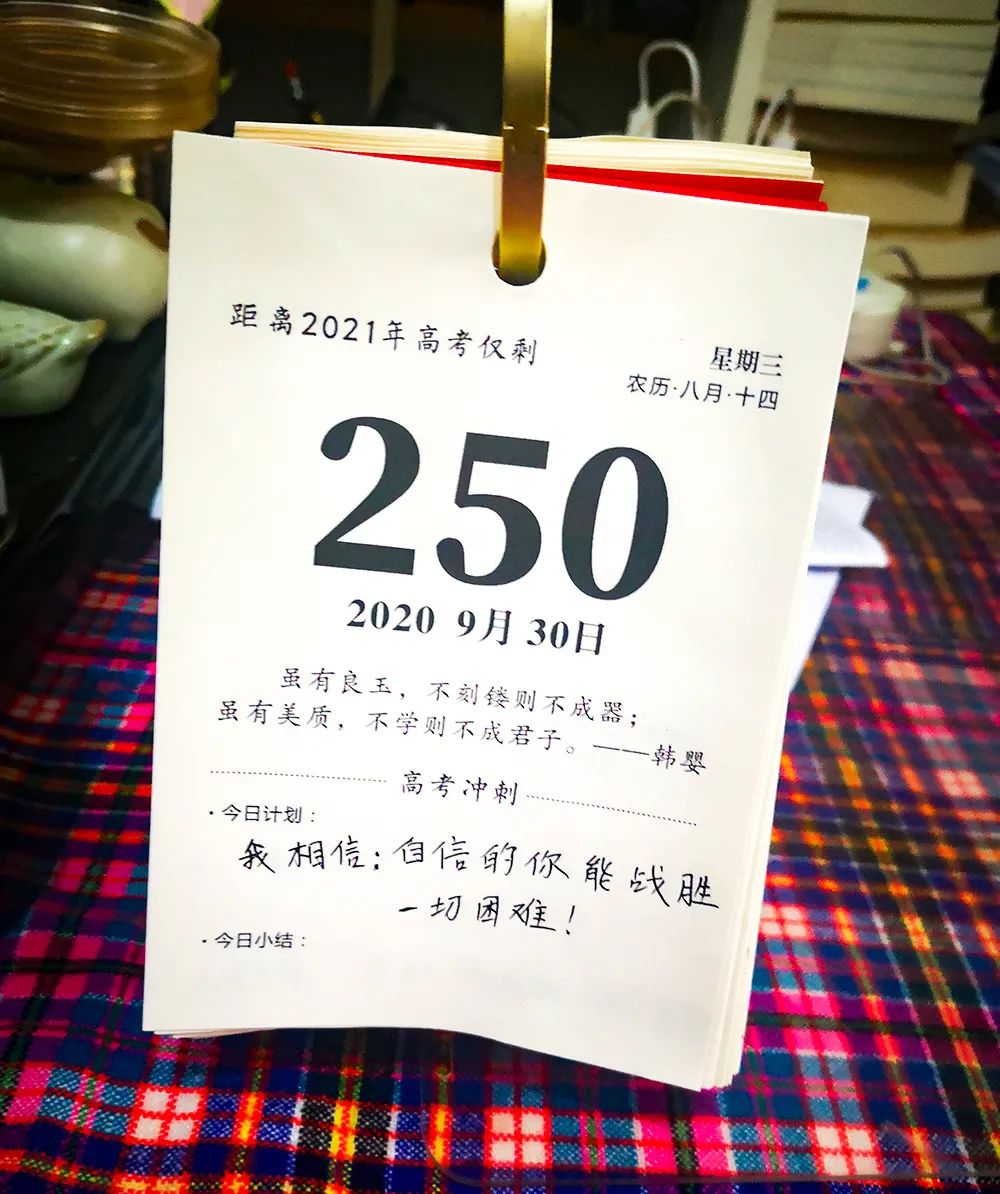 距离2021年高考仅剩
星期三
农历·八月·十四
250
2020 9月30日
虽有良玉，不刻镂则不成器；
虽有美质，不学则不成君子。——韩婴
高考冲刺
·今日计划：
我相信：自信的你能战胜
一切困难！
·今日小结：